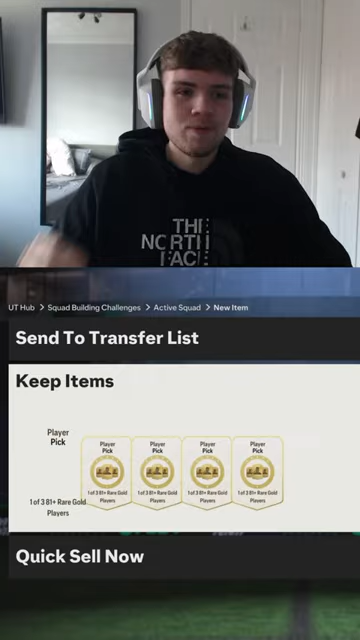 THE
NORTH
FACE
UT Hub > Squad Building Challenges > Active Squad > New Item
Send To Transfer List
Keep Items
Player
Pick
1 of 3 81+ Rare Gold
Players
Player
Pick
1 of 3 81+ Rare Gold
Players
Player
Pick
1 of 3 81+ Rare Gold
Players
Player
Pick
1 of 3 81+ Rare Gold
Players
Player
Pick
1 of 3 81+ Rare Gold
Players
Quick Sell Now